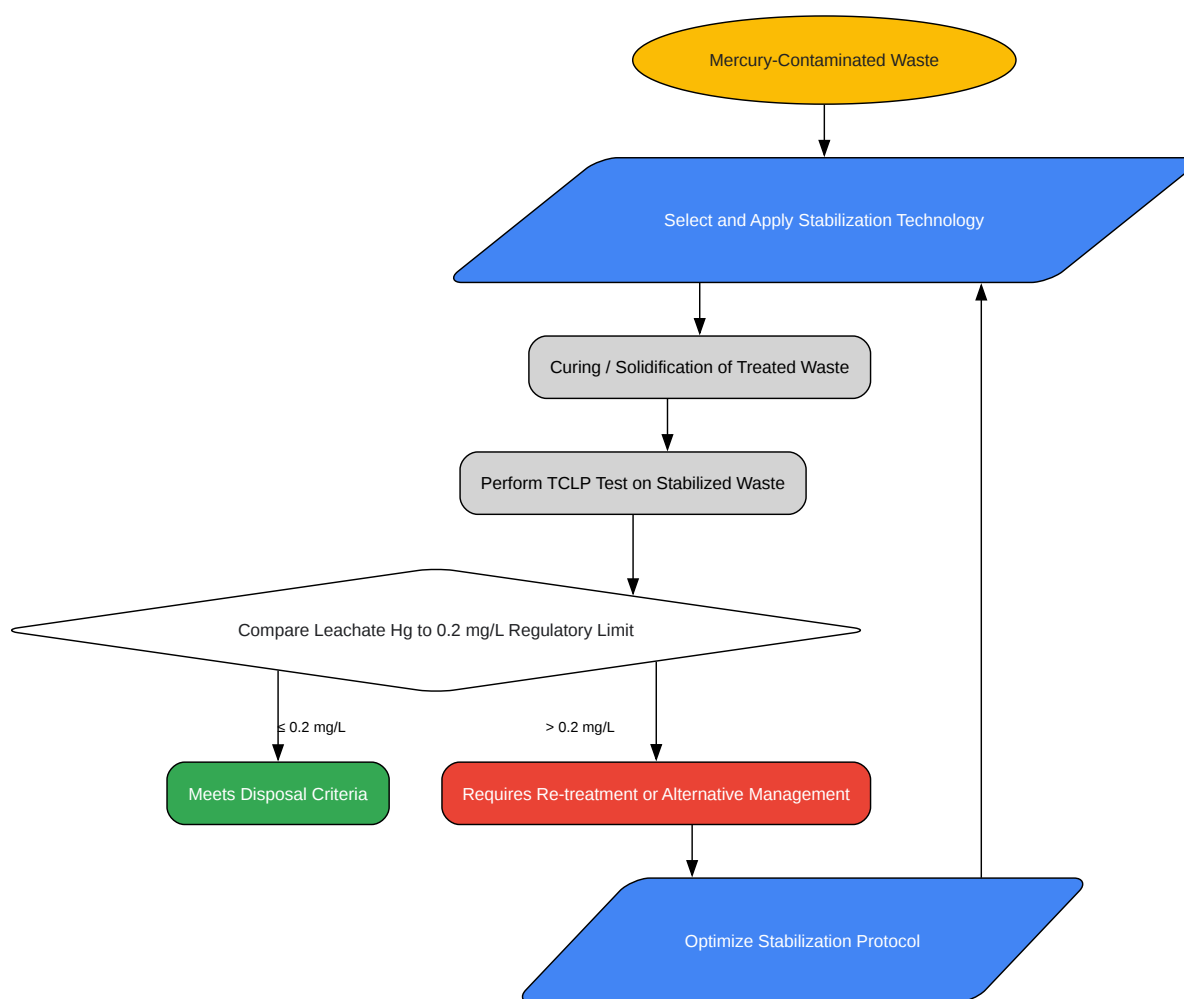 Mercury-Contaminated Waste
Select and Apply Stabilization Technology
Curing / Solidification of Treated Waste
Perform TCLP Test on Stabilized Waste
Compare Leachate Hg to 0.2 mg/L Regulatory Limit
≤ 0.2 mg/L
> 0.2 mg/L
Meets Disposal Criteria
Requires Re-treatment or Alternative Management
Optimize Stabilization Protocol